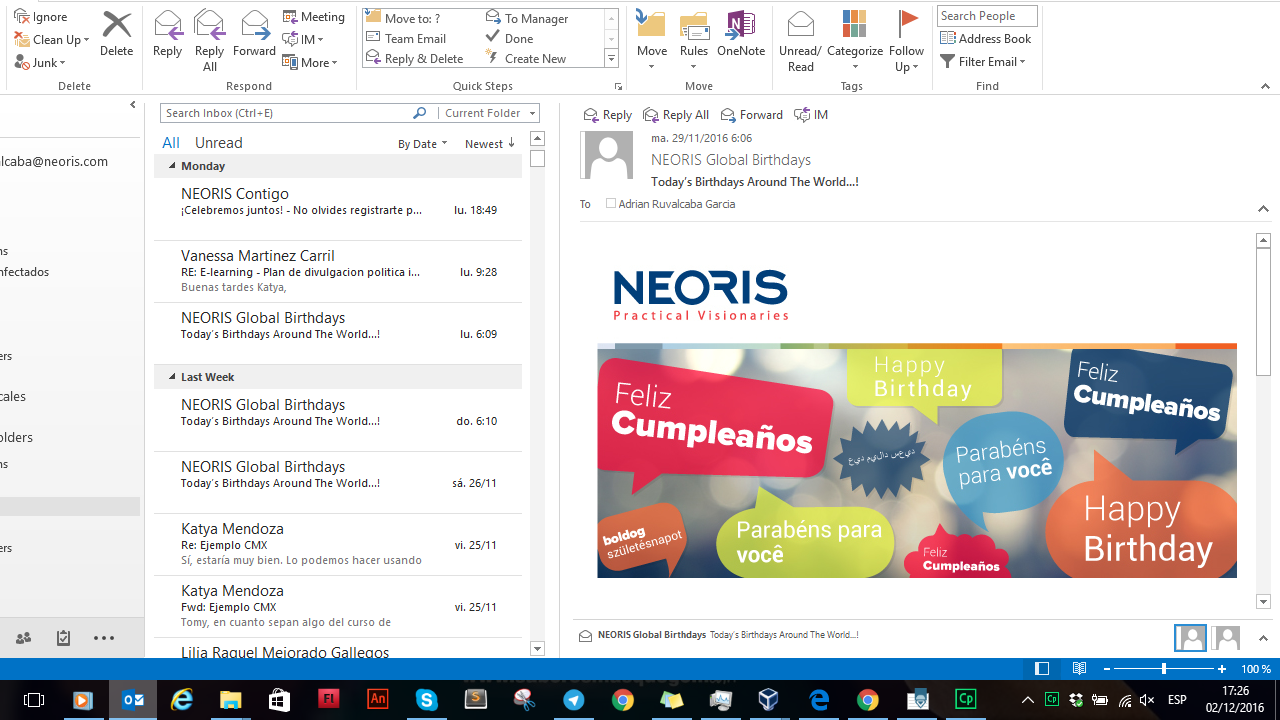 Ignore
Clean Up
Junk
Delete
Delete
Reply
Reply All
Forward
Meeting
IM
More
Respond
Move to: ?
Team Email
Reply & Delete
To Manager
Done
Create New
Quick Steps
Move
Rules
OneNote
Move
Unread/ Read
Categorize
Follow Up
Tags
Search People
Address Book
Filter Email
Find
alcaba@neoris.com
ns
nfectados
ers
cales
olders
ns
ers
Search Inbox (Ctrl+E)
Current Folder
All Unread
By Date Newest
Monday
NEORIS Contigo
¡Celebremos juntos! - No olvides registrarte p... lu. 18:49
Vanessa Martinez Carril
RE: E-learning - Plan de divulgacion politica i... lu. 9:28
Buenas tardes Katya,
NEORIS Global Birthdays
Today's Birthdays Around The World...! lu. 6:09
Last Week
NEORIS Global Birthdays
Today's Birthdays Around The World...! do. 6:10
NEORIS Global Birthdays
Today's Birthdays Around The World...! sá. 26/11
Katya Mendoza
Re: Ejemplo CMX vi. 25/11
Sí, estaría muy bien. Lo podemos hacer usando
Katya Mendoza
Fwd: Ejemplo CMX vi. 25/11
Tomy, en cuanto sepan algo del curso de
Lilia Raquel Mejorado Gallegos
Reply Reply All Forward IM
ma. 29/11/2016 6:06
NEORIS Global Birthdays
Today's Birthdays Around The World...!
To Adrian Ruvalcaba Garcia
NEORIS
Practical Visionaries
Feliz
Cumpleaños
Happy
Birthday
Feliz
Cumpleaños
Parabéns
para você
boldog
születésnapot
Parabéns para
você
Feliz
Cumpleaños
Happy
Birthday
NEORIS Global Birthdays Today's Birthdays Around The World...!
100 %
Fl
An
S
Cp
Cp
ESP
17:26
02/12/2016